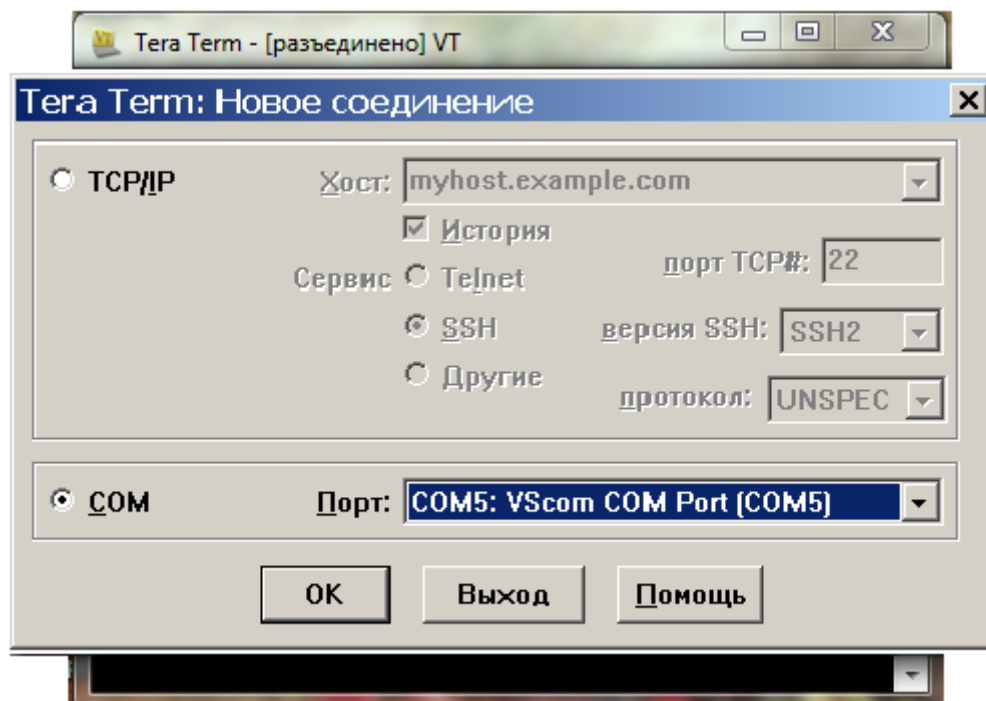 Tera Term - [разъединено] VT
Tera Term: Новое соединение
TCP/IP Хост: myhost.example.com
История
порт TCP#: 22
Сервис Telnet
SSH версия SSH: SSH2
Другие
протокол: UNSPEC
COM Порт: COM5: VScom COM Port (COM5)
OK Выход Помощь